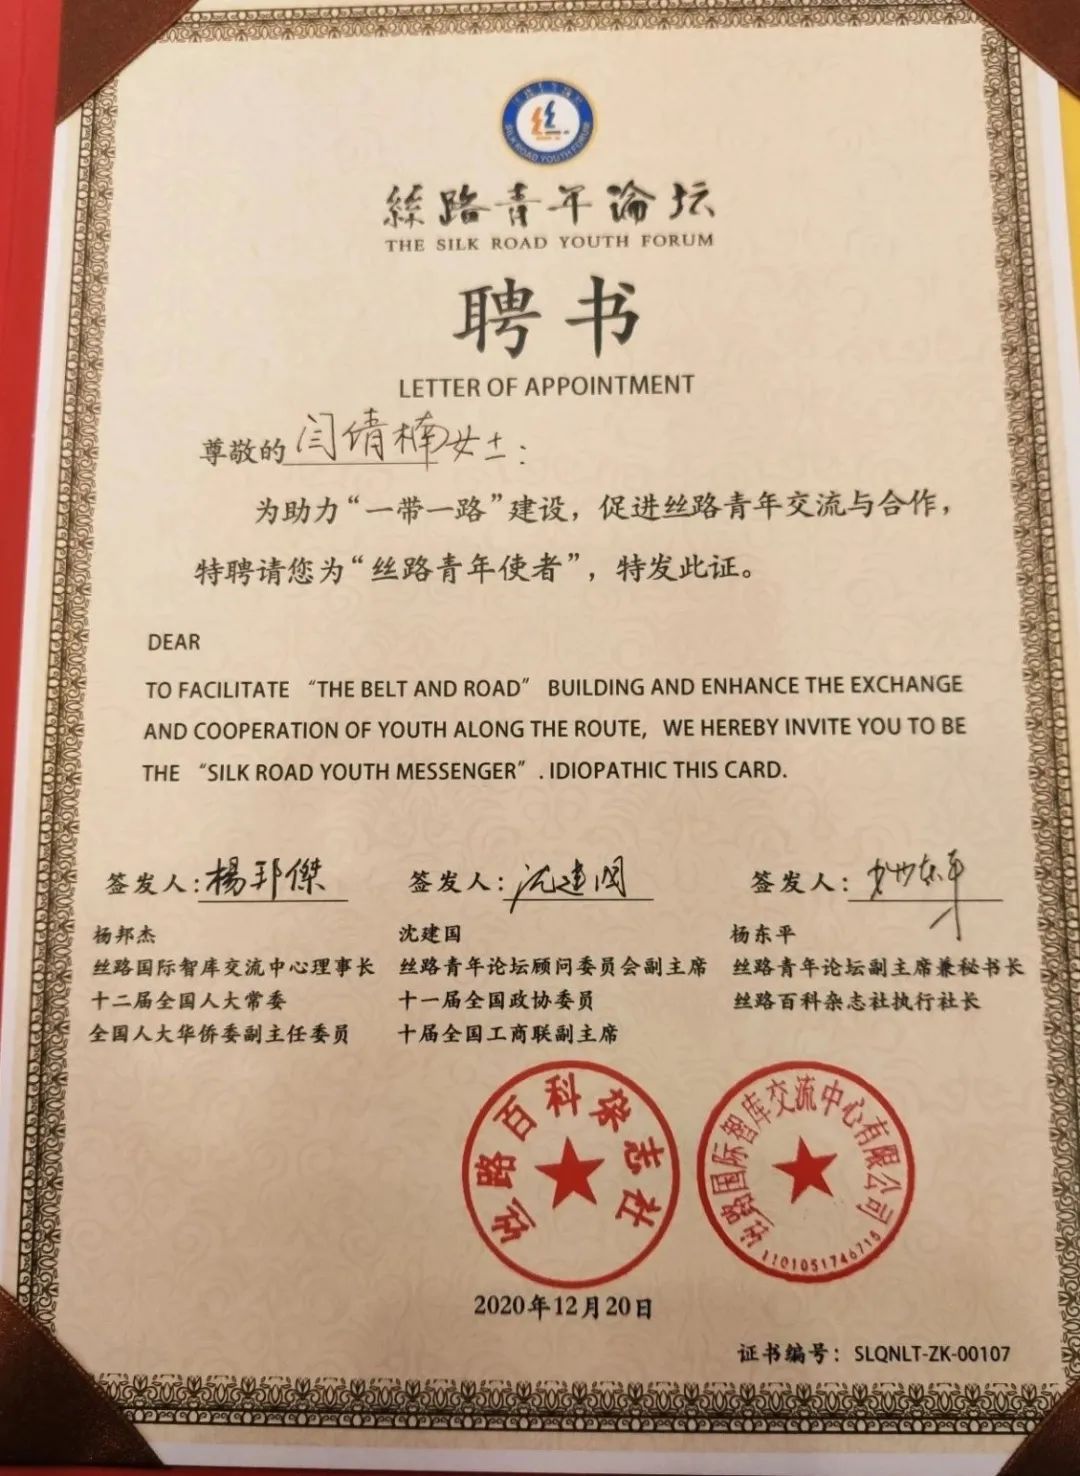 SILK ROAD YOUTH FORUM
絲路青年論坛
THE SILK ROAD YOUTH FORUM
聘书
LETTER OF APPOINTMENT
尊敬的闫倩楠女士：
为助力“一带一路”建设，促进丝路青年交流与合作，
特聘请您为“丝路青年使者”，特发此证。
DEAR
TO FACILITATE “THE BELT AND ROAD” BUILDING AND ENHANCE THE EXCHANGE
AND COOPERATION OF YOUTH ALONG THE ROUTE, WE HEREBY INVITE YOU TO BE
THE “SILK ROAD YOUTH MESSENGER”. IDIOPATHIC THIS CARD.
签发人：楊邦傑 签发人：沈建国 签发人：
杨邦杰 沈建国 杨东平
丝路国际智库交流中心理事长 丝路青年论坛顾问委员会副主席 丝路青年论坛副主席兼秘书长
十二届全国人大常委 十一届全国政协委员 丝路百科杂志社执行社长
全国人大华侨委副主任委员 十届全国工商联副主席
丝路百科杂志社 丝路国际智库交流中心有限公司
1101051746716
2020年12月20日
证书编号：SLQNLT-ZK-00107